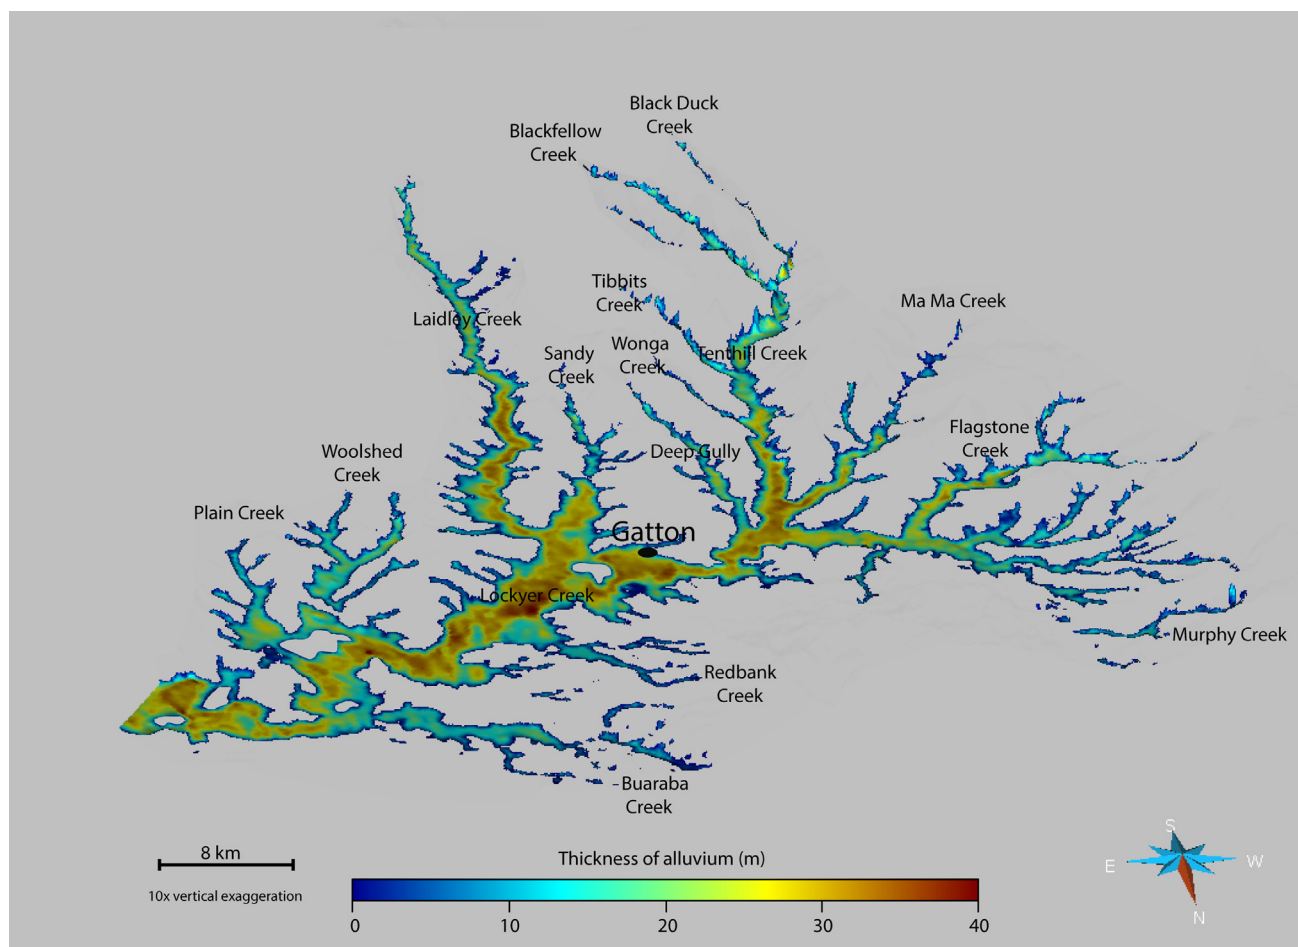 Black Duck
Creek
Blackfellow
Creek
Tibbits
Creek
Ma Ma Creek
Laidley Creek
Wonga
Creek
Sandy
Creek
Tenthill Creek
Flagstone
Creek
Woolshed
Creek
Deep Gully
Plain Creek
Gatton
Lockyer Creek
Murphy Creek
Redbank
Creek
Buaraba
Creek
8 km
10x vertical exaggeration
Thickness of alluvium (m)
0 10 20 30 40
S
E W
N